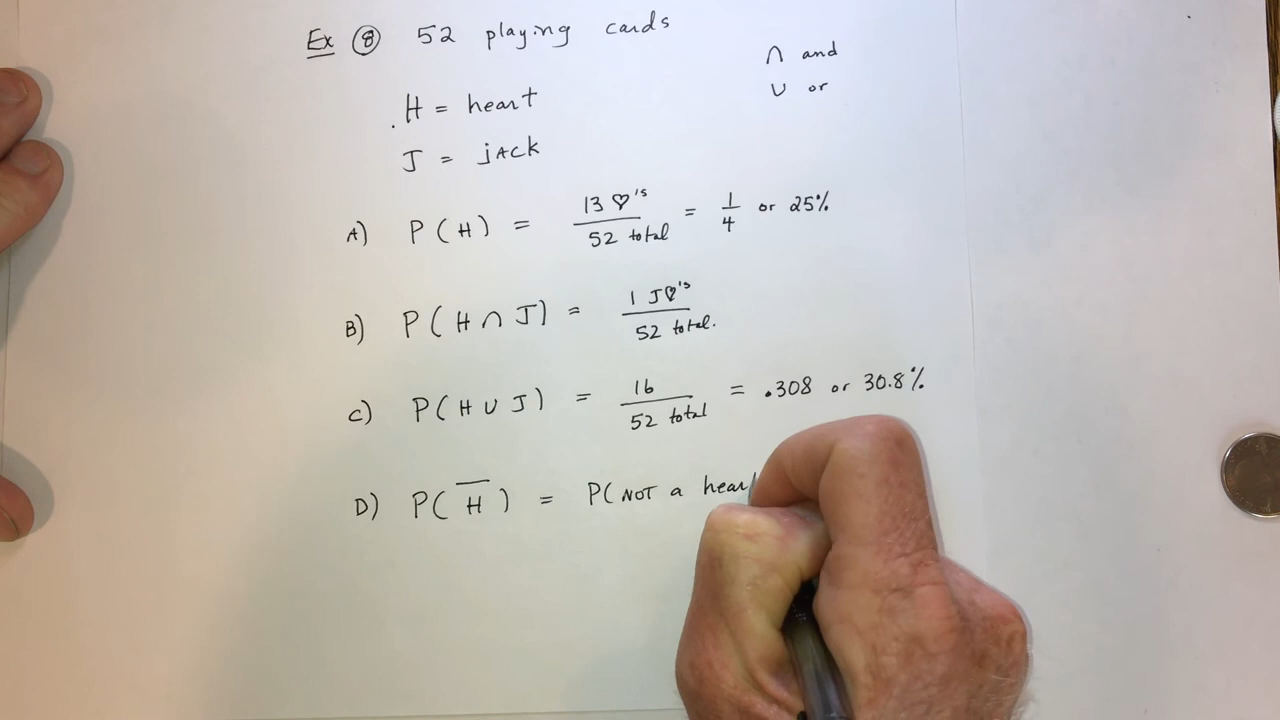 Ex ⑧ 52 playing cards
∩ and
∪ or
H = heart
J = jACK
A) P(H) = 13 ♡'s / 52 total = 1/4 or 25%
B) P(H ∩ J) = 1 J♡'s / 52 total.
C) P(H ∪ J) = 16 / 52 total = .308 or 30.8%
D) P(H̅) = P(NOT a hear